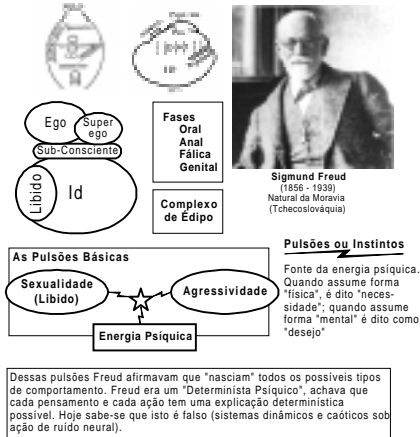 Ego
Super
ego
Sub-Consciente
Libido
Id
Fases
Oral
Anal
Fálica
Genital
Complexo
de Édipo
Sigmund Freud
(1856 - 1939)
Natural da Moravia
(Tchecoslováquia)
As Pulsões Básicas
Sexualidade
(Libido)
Agressividade
Energia Psíquica
Pulsões ou Instintos
Fonte da energia psíquica.
Quando assume forma
"física", é dito "neces-
sidade"; quando assume
forma "mental" é dito como
"desejo"
Dessas pulsões Freud afirmavam que "nasciam" todos os possíveis tipos
de comportamento. Freud era um "Determinista Psíquico", achava que
cada pensamento e cada ação tem uma explicação determinística
possível. Hoje sabe-se que isto é falso (sistemas dinâmicos e caóticos sob
ação de ruído neural).